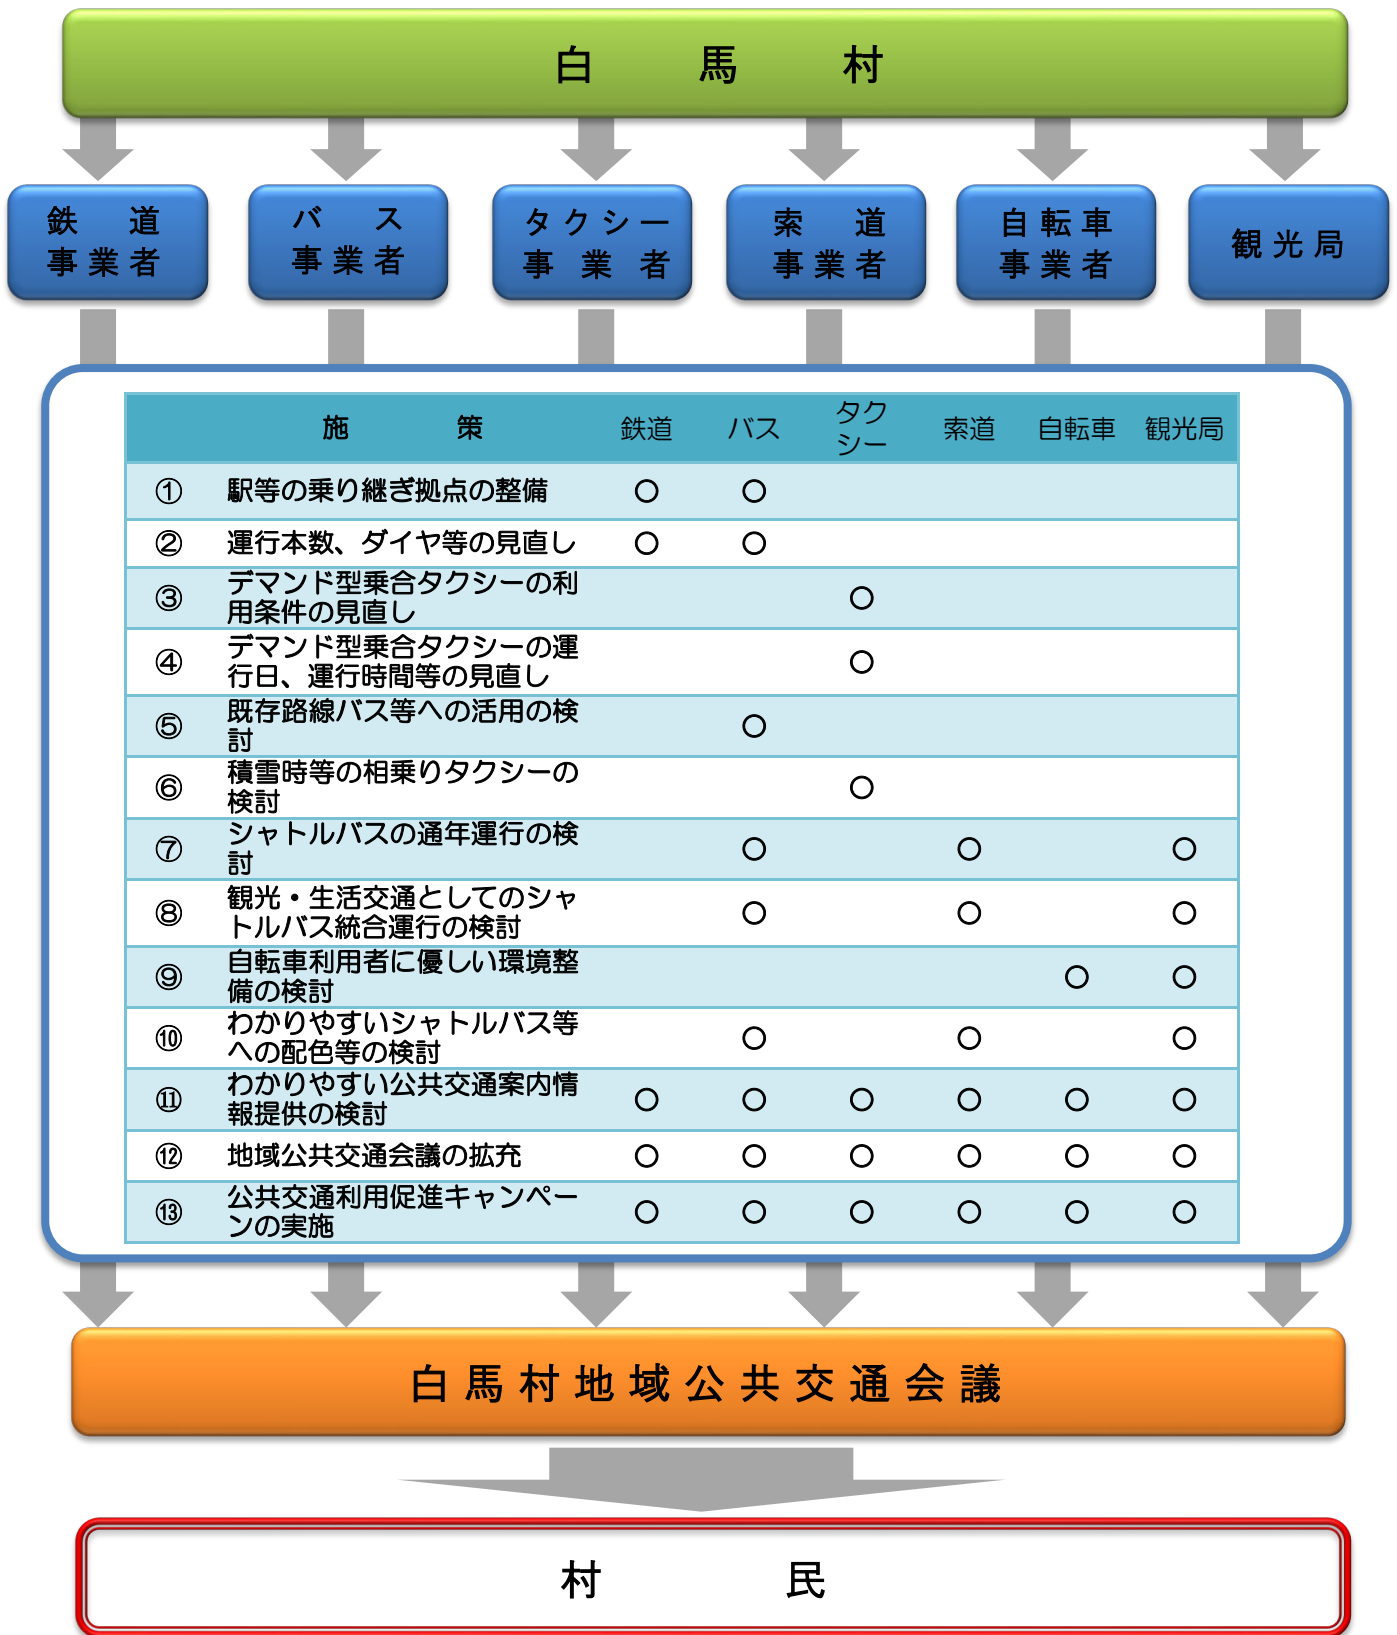 白馬村
鉄道
事業者
バス
事業者
タクシー
事業者
索道
事業者
自転車
事業者
観光局
施策 鉄道 バス タク
シー 索道 自転車 観光局
① 駅等の乗り継ぎ拠点の整備 〇 〇
② 運行本数、ダイヤ等の見直し 〇 〇
③ デマンド型乗合タクシーの利
用条件の見直し 〇
④ デマンド型乗合タクシーの運
行日、運行時間等の見直し 〇
⑤ 既存路線バス等への活用の検
討 〇
⑥ 積雪時等の相乗りタクシーの
検討 〇
⑦ シャトルバスの通年運行の検
討 〇 〇 〇
⑧ 観光・生活交通としてのシャ
トルバス統合運行の検討 〇 〇 〇
⑨ 自転車利用者に優しい環境整
備の検討 〇 〇
⑩ わかりやすいシャトルバス等
への配色等の検討 〇 〇 〇
⑪ わかりやすい公共交通案内情
報提供の検討 〇 〇 〇 〇 〇 〇
⑫ 地域公共交通会議の拡充 〇 〇 〇 〇 〇 〇
⑬ 公共交通利用促進キャンペー
ンの実施 〇 〇 〇 〇 〇 〇
白馬村地域公共交通会議
村民